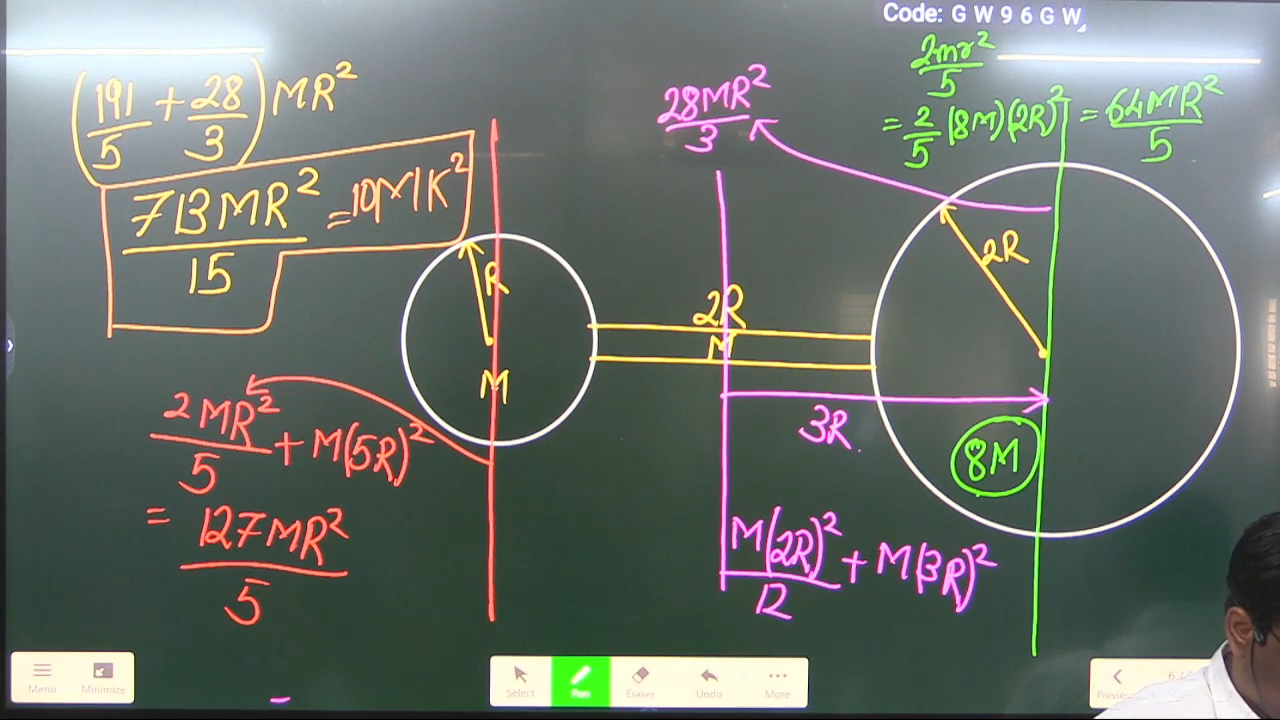 Code: G W 9 6 G W
(191/5 + 28/3) MR²
713MR²/15 = 10MK²
R
M
2MR²/5 + M(5R)²
= 127MR²/5
28MR²/3
2R
M
3R
M(2R)²/12 + M(3R)²
2mr²/5
= 2/5 (8M)(2R)² = 64MR²/5
2R
8M
Menu
Minimize
Select
Pen
Eraser
Undo
More